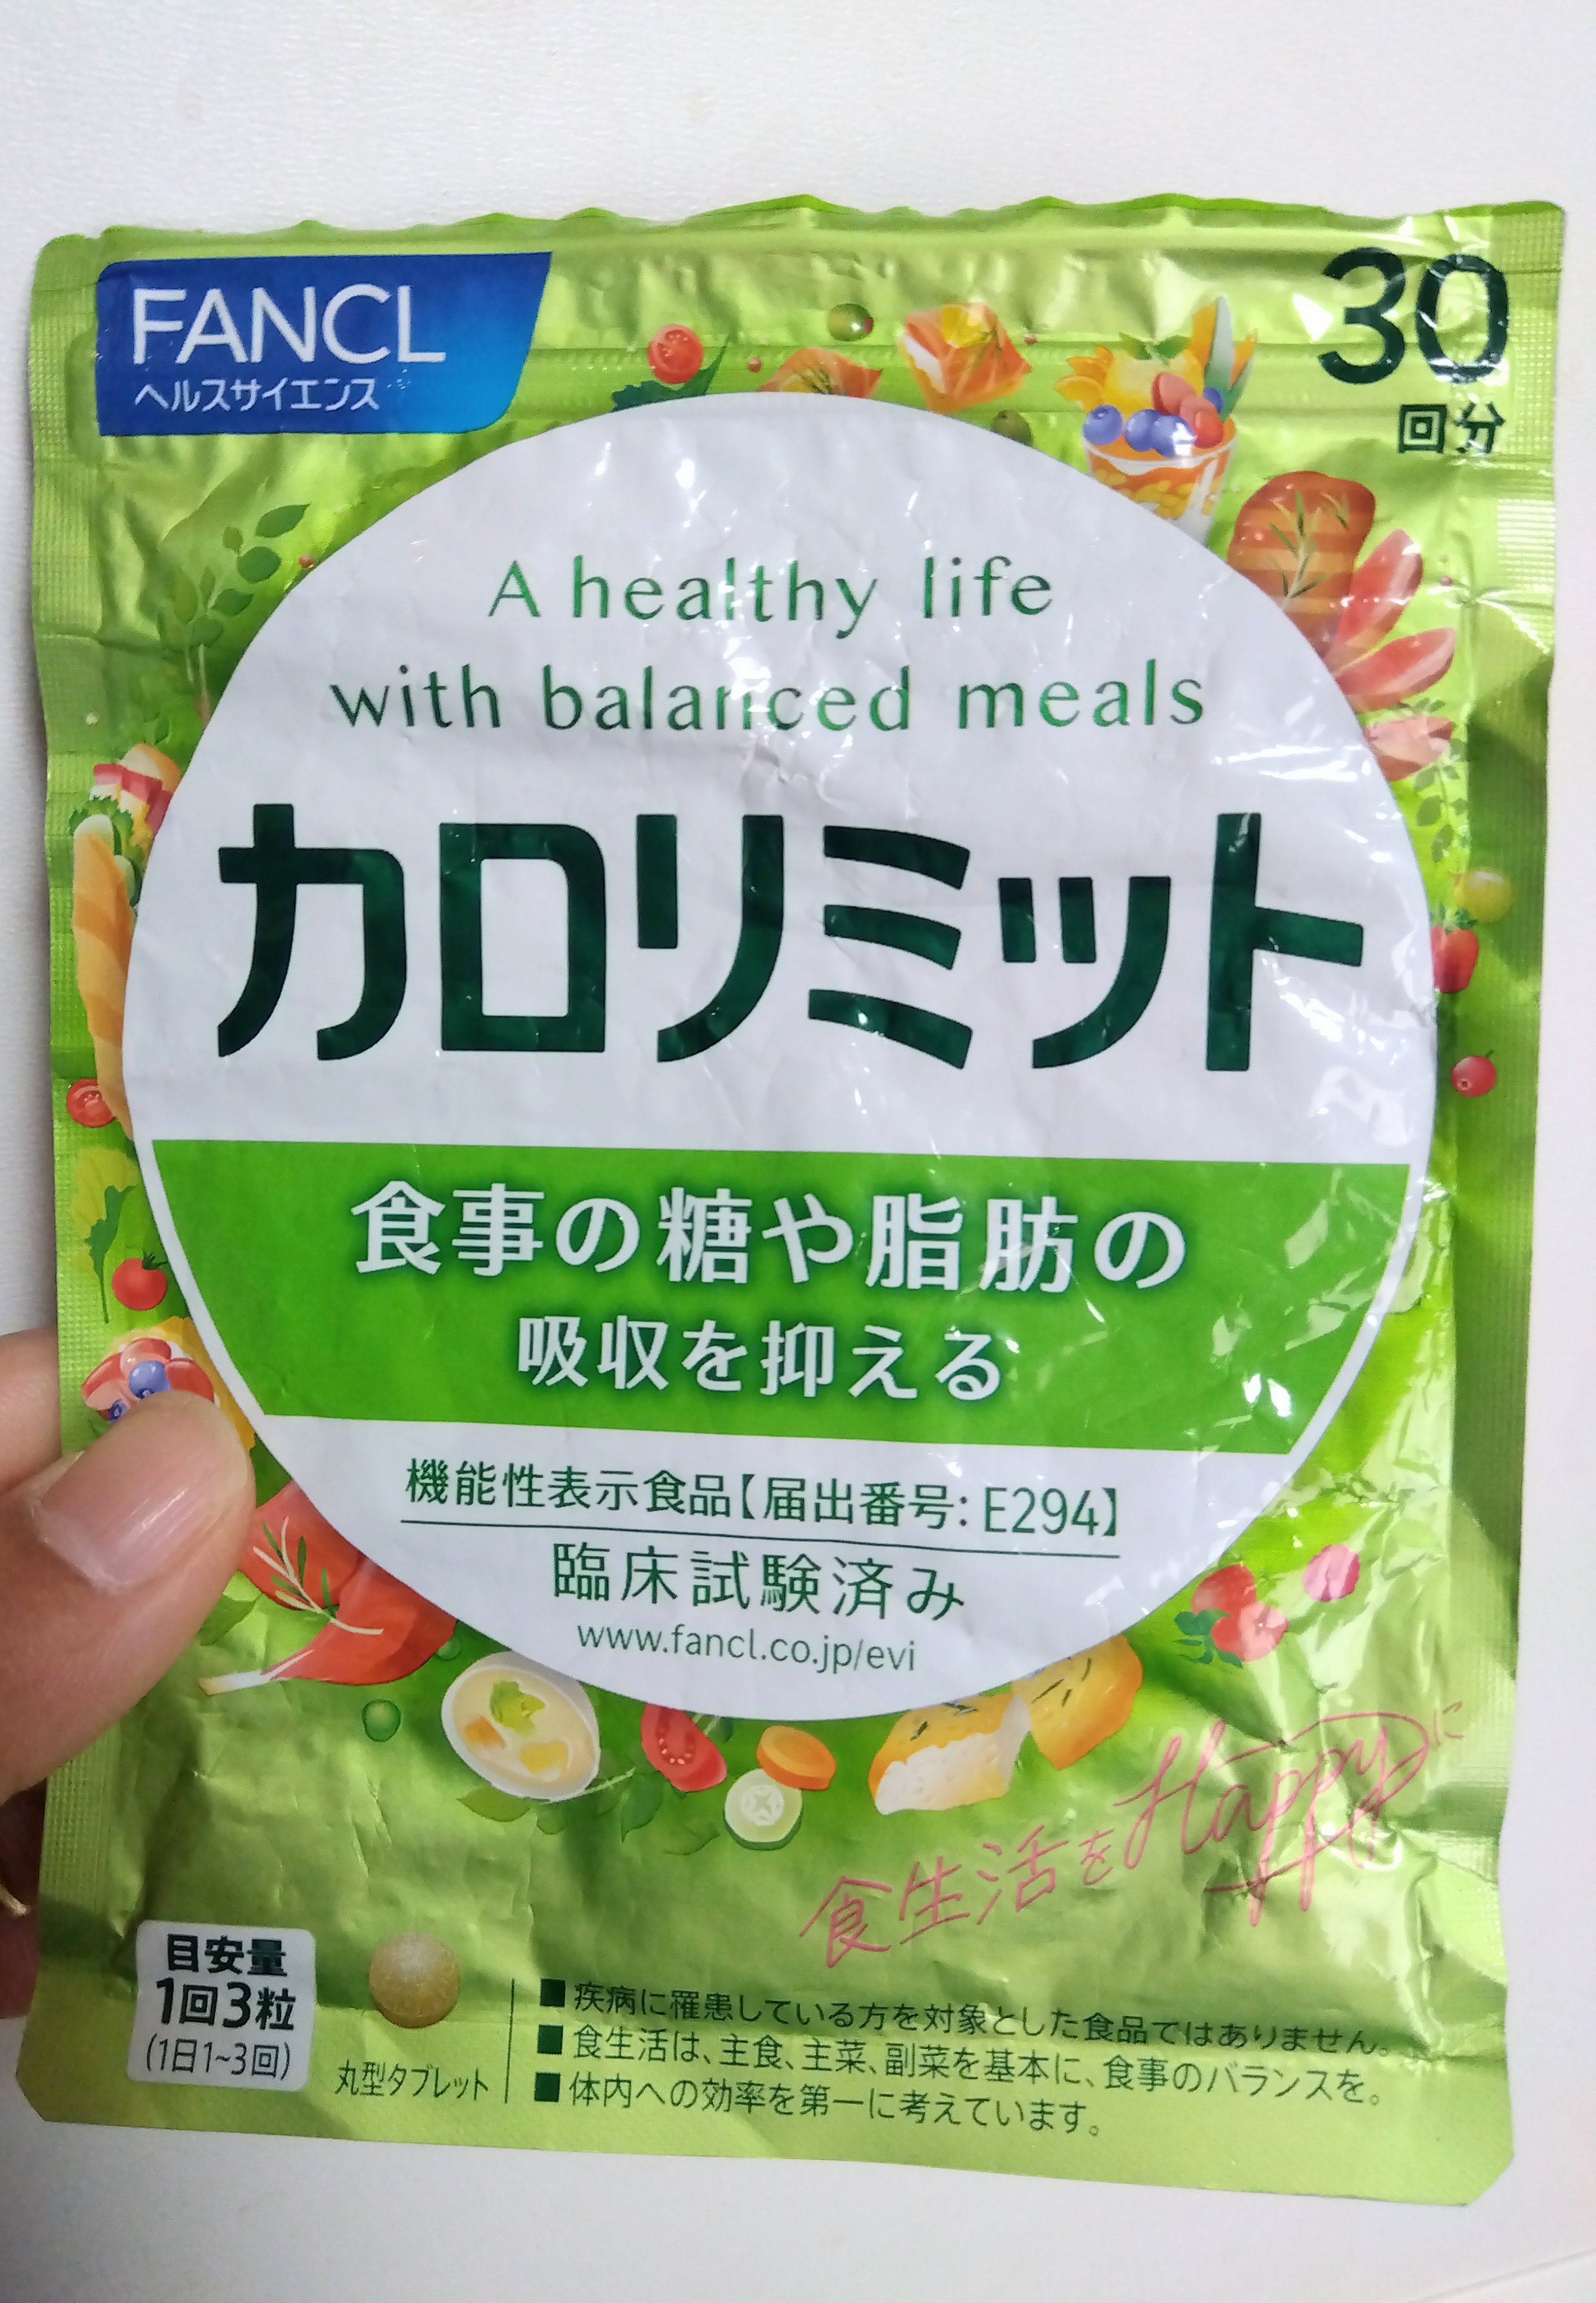 FANCL
ヘルスサイエンス
30
回分
A healthy life
with balanced meals
カロリミット
食事の糖や脂肪の
吸収を抑える
機能性表示食品【届出番号:E294】
臨床試験済み
www.fancl.co.jp/evi
食生活をHappyに
目安量
1回3粒
(1日1~3回)
丸型タブレット
■疾病に罹患している方を対象とした食品ではありません。
■食生活は、主食、主菜、副菜を基本に、食事のバランスを。
■体内への効率を第一に考えています。